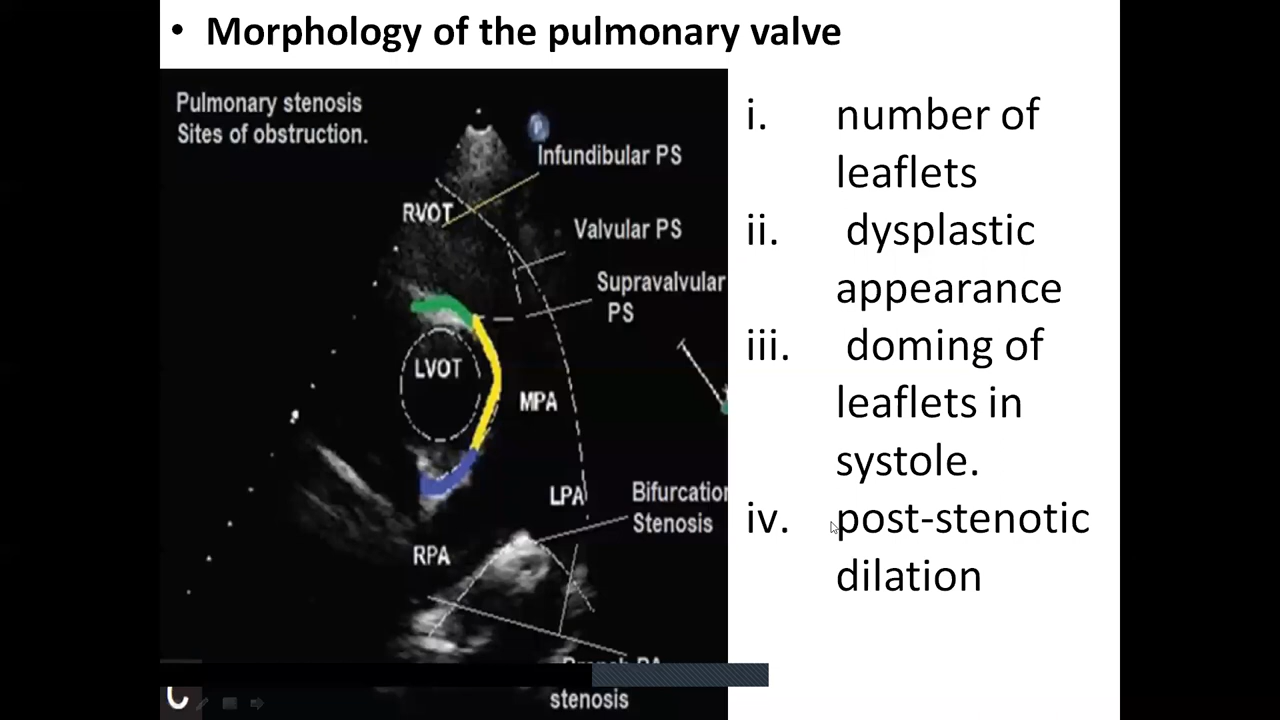 • Morphology of the pulmonary valve
Pulmonary stenosis
Sites of obstruction.
P
Infundibular PS
RVOT
Valvular PS
Supravalvular
PS
LVOT
MPA
LPA
Bifurcation
Stenosis
RPA
Branch PA
stenosis
C
i. number of
leaflets
ii. dysplastic
appearance
iii. doming of
leaflets in
systole.
iv. post-stenotic
dilation